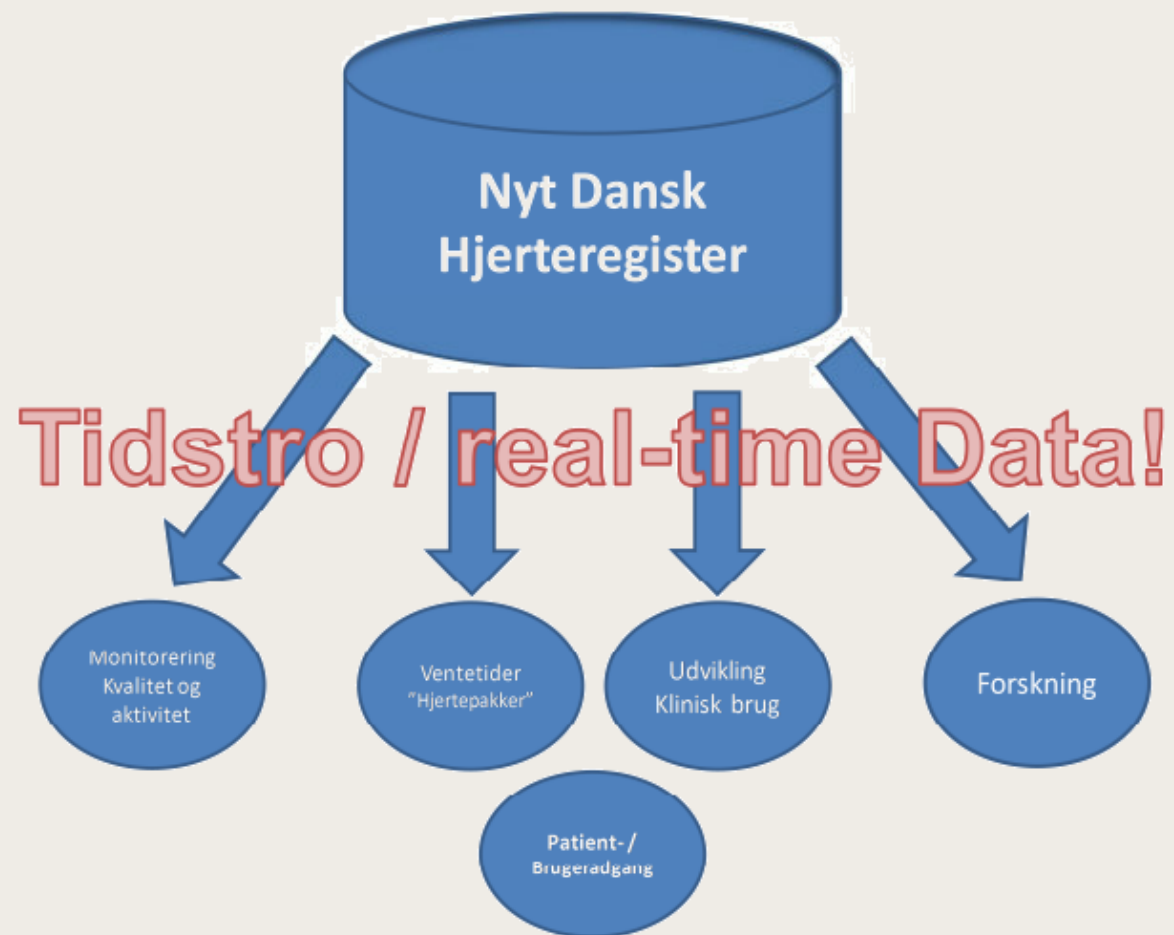 Nyt Dansk
Hjerteregister
Tidstro / real-time Data!
Monitorering
Kvalitet og
aktivitet
Ventetider
"Hjertepakker"
Udvikling
Klinisk brug
Forskning
Patient- /
Brugeradgang